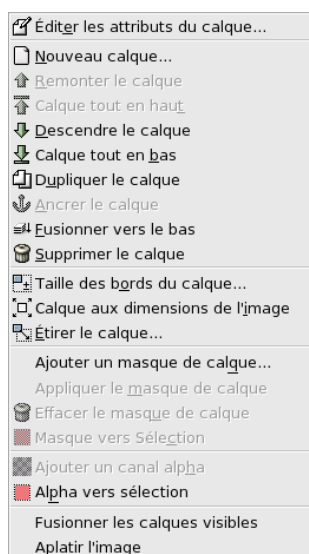 Éditer les attributs du calque...
Nouveau calque...
Remonter le calque
Calque tout en haut
Descendre le calque
Calque tout en bas
Dupliquer le calque
Ancrer le calque
Fusionner vers le bas
Supprimer le calque
Taille des bords du calque...
Calque aux dimensions de l'image
Étirer le calque...
Ajouter un masque de calque...
Appliquer le masque de calque
Effacer le masque de calque
Masque vers Sélection
Ajouter un canal alpha
Alpha vers sélection
Fusionner les calques visibles
Aplatir l'image